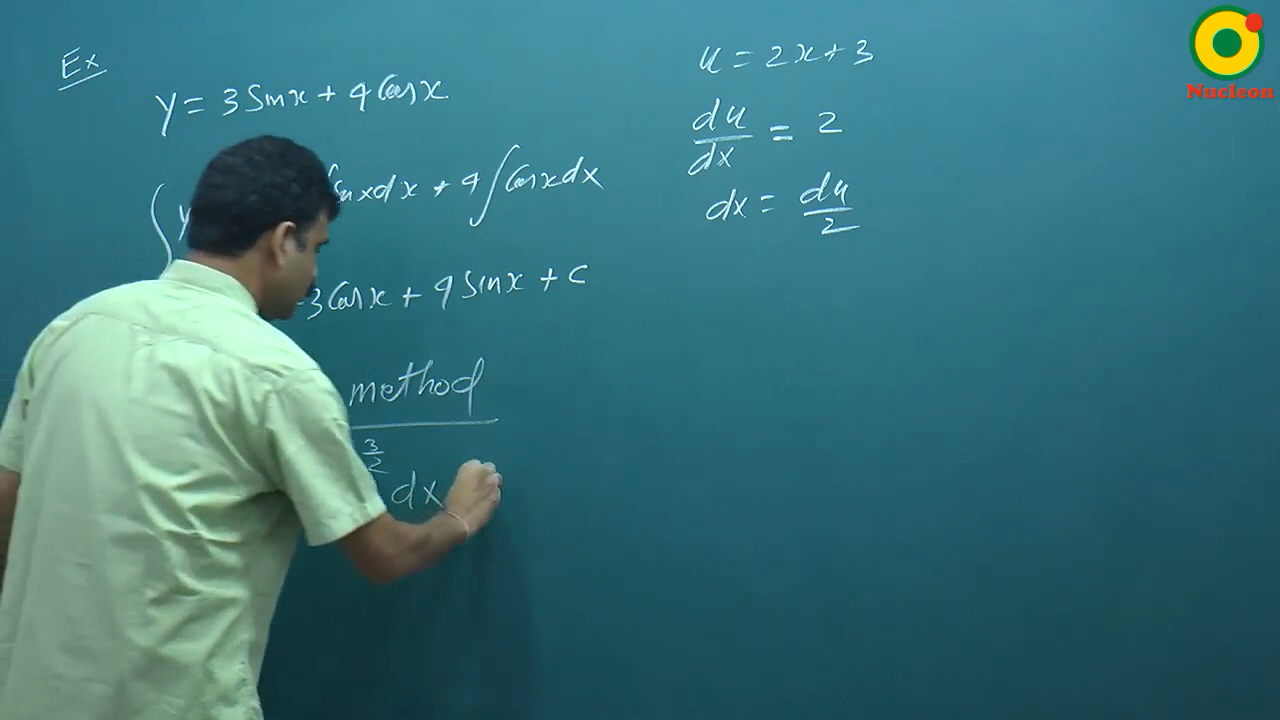 Ex
y = 3 Sin x + 4 Cos x
Sin x dx + 4 ∫ Cos x dx
∫ y
-3 Cos x + 4 Sin x + C
method
3/2 dx
u = 2x + 3
du/dx = 2
dx = du/2
Nucleon